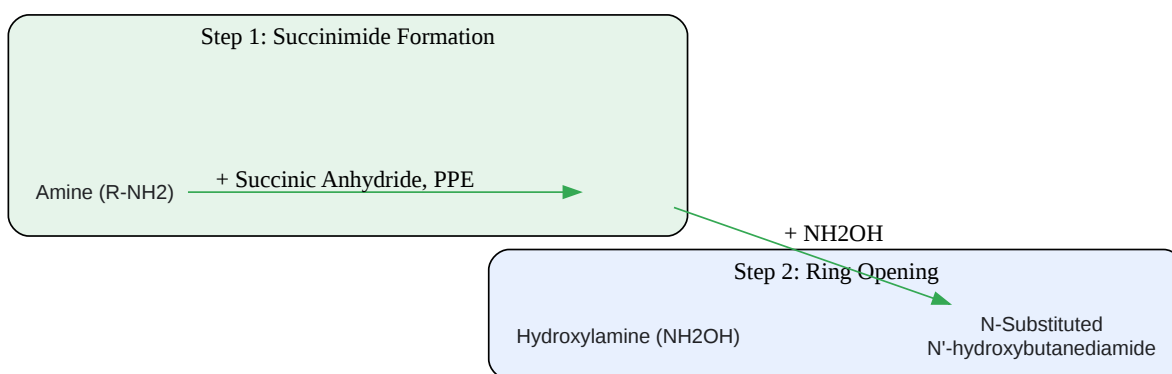 Step 1: Succinimide Formation
Amine (R-NH2)
+ Succinic Anhydride, PPE
+ NH2OH
Step 2: Ring Opening
Hydroxylamine (NH2OH)
N-Substituted
N'-hydroxybutanediamide